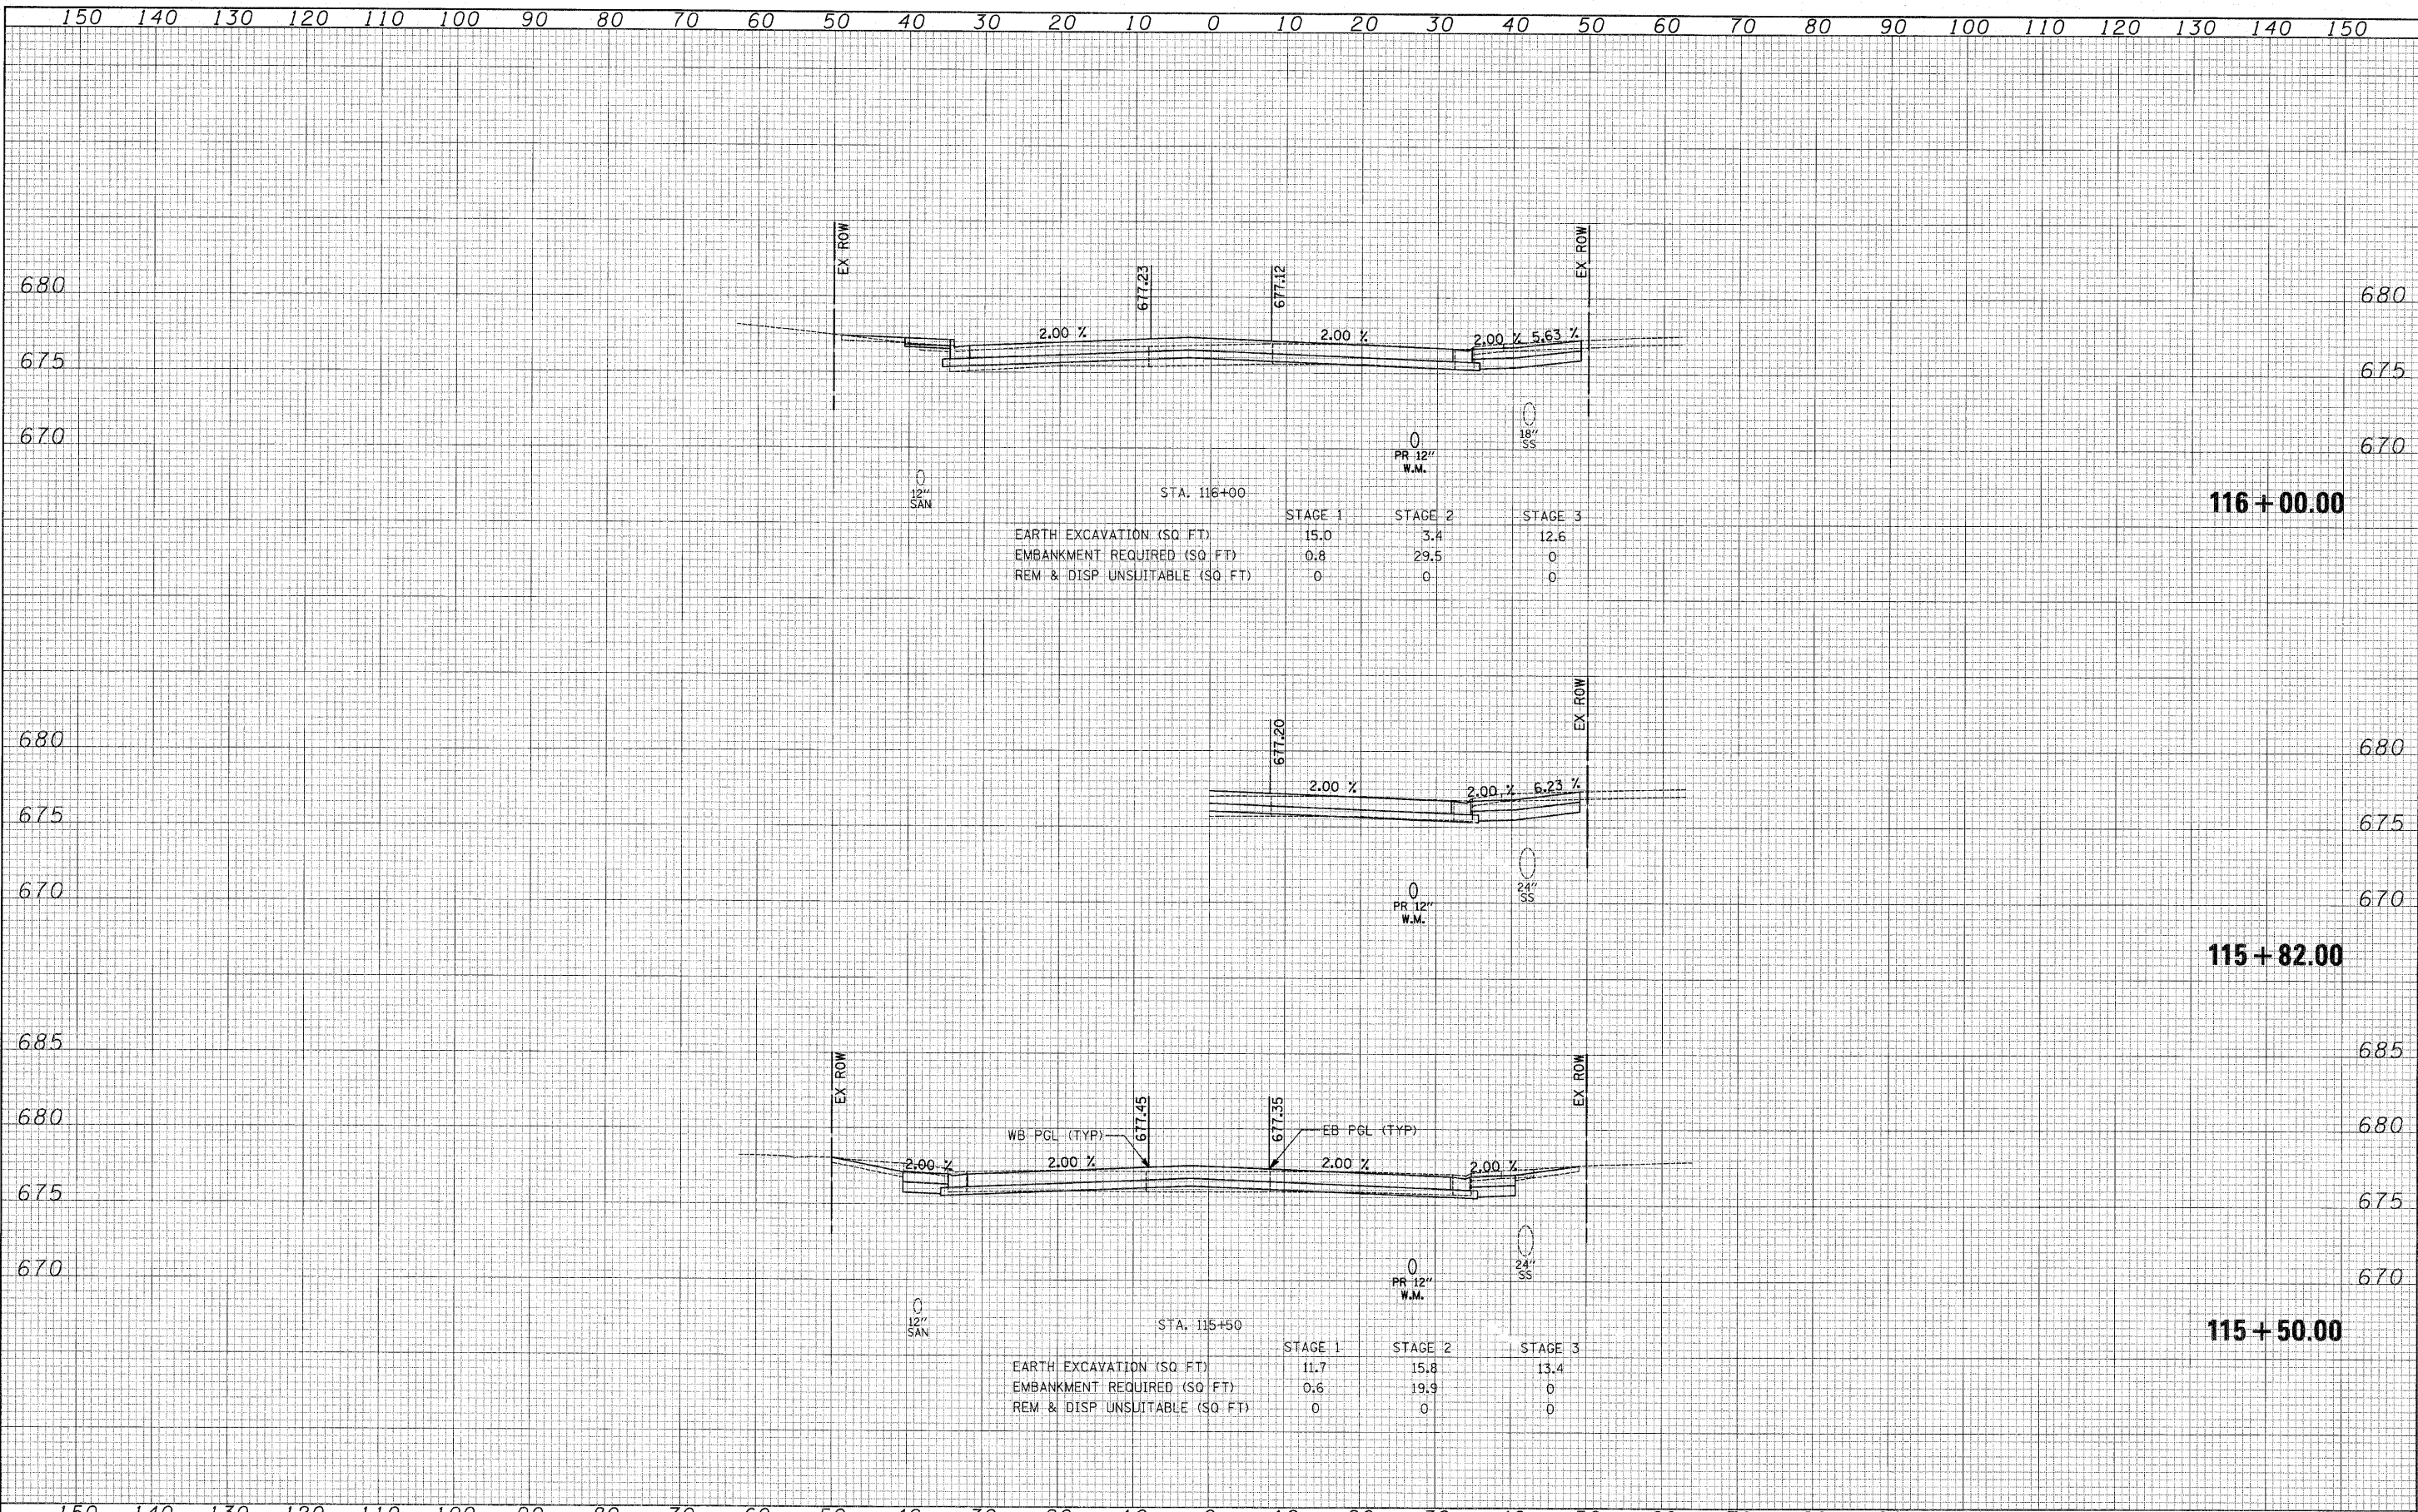 150 140 130 120 110 100 90 80 70 60 50 40 30 20 10 0 10 20 30 40 50 60 70 80 90 100 110 120 130 140 150
EX ROW
EX ROW
677.23
677.12
680
680
2.00 %
2.00 %
2.00 %
5.63 %
675
675
18"
SS
670
670
PR 12"
W.M.
12"
SAN
STA. 116+00
116+00.00
STAGE 1 STAGE 2 STAGE 3
EARTH EXCAVATION (SQ FT) 15.0 3.4 12.6
EMBANKMENT REQUIRED (SQ FT) 0.8 29.5 0
REM & DISP UNSUITABLE (SQ FT) 0 0 0
EX ROW
677.20
680
680
2.00 %
2.00 %
6.23 %
675
675
24"
SS
670
670
PR 12"
W.M.
115+82.00
685
685
EX ROW
EX ROW
677.45
677.35
680
680
WB PGL (TYP)
EB PGL (TYP)
2.00 %
2.00 %
2.00 %
2.00 %
675
675
24"
SS
670
670
PR 12"
W.M.
12"
SAN
STA. 115+50
115+50.00
STAGE 1 STAGE 2 STAGE 3
EARTH EXCAVATION (SQ FT) 11.7 15.8 13.4
EMBANKMENT REQUIRED (SQ FT) 0.6 19.9 0
REM & DISP UNSUITABLE (SQ FT) 0 0 0